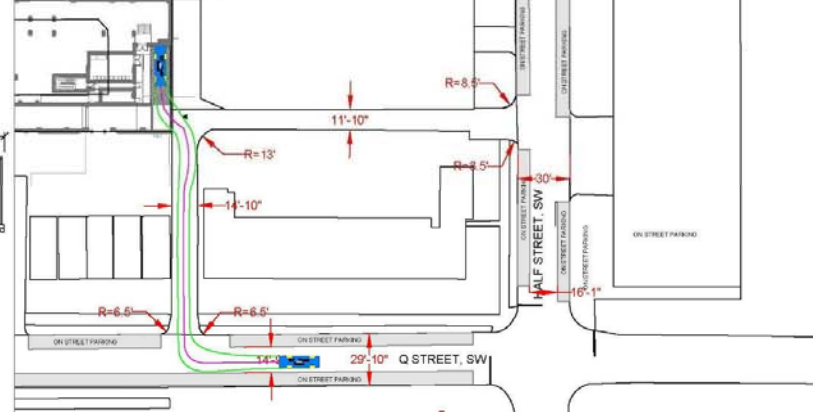 ON STREET PARKING
ON STREET PARKING
R=8.5'
11'-10"
R=13'
R=8.5'
30'
14'-10"
ON STREET PARKING
HALF STREET, SW
ON STREET PARKING
ON STREET PARKING
ON STREET PARKING
16'-1"
R=6.5'
R=6.5'
ON STREET PARKING
ON STREET PARKING
29'-10"
Q STREET, SW
ON STREET PARKING